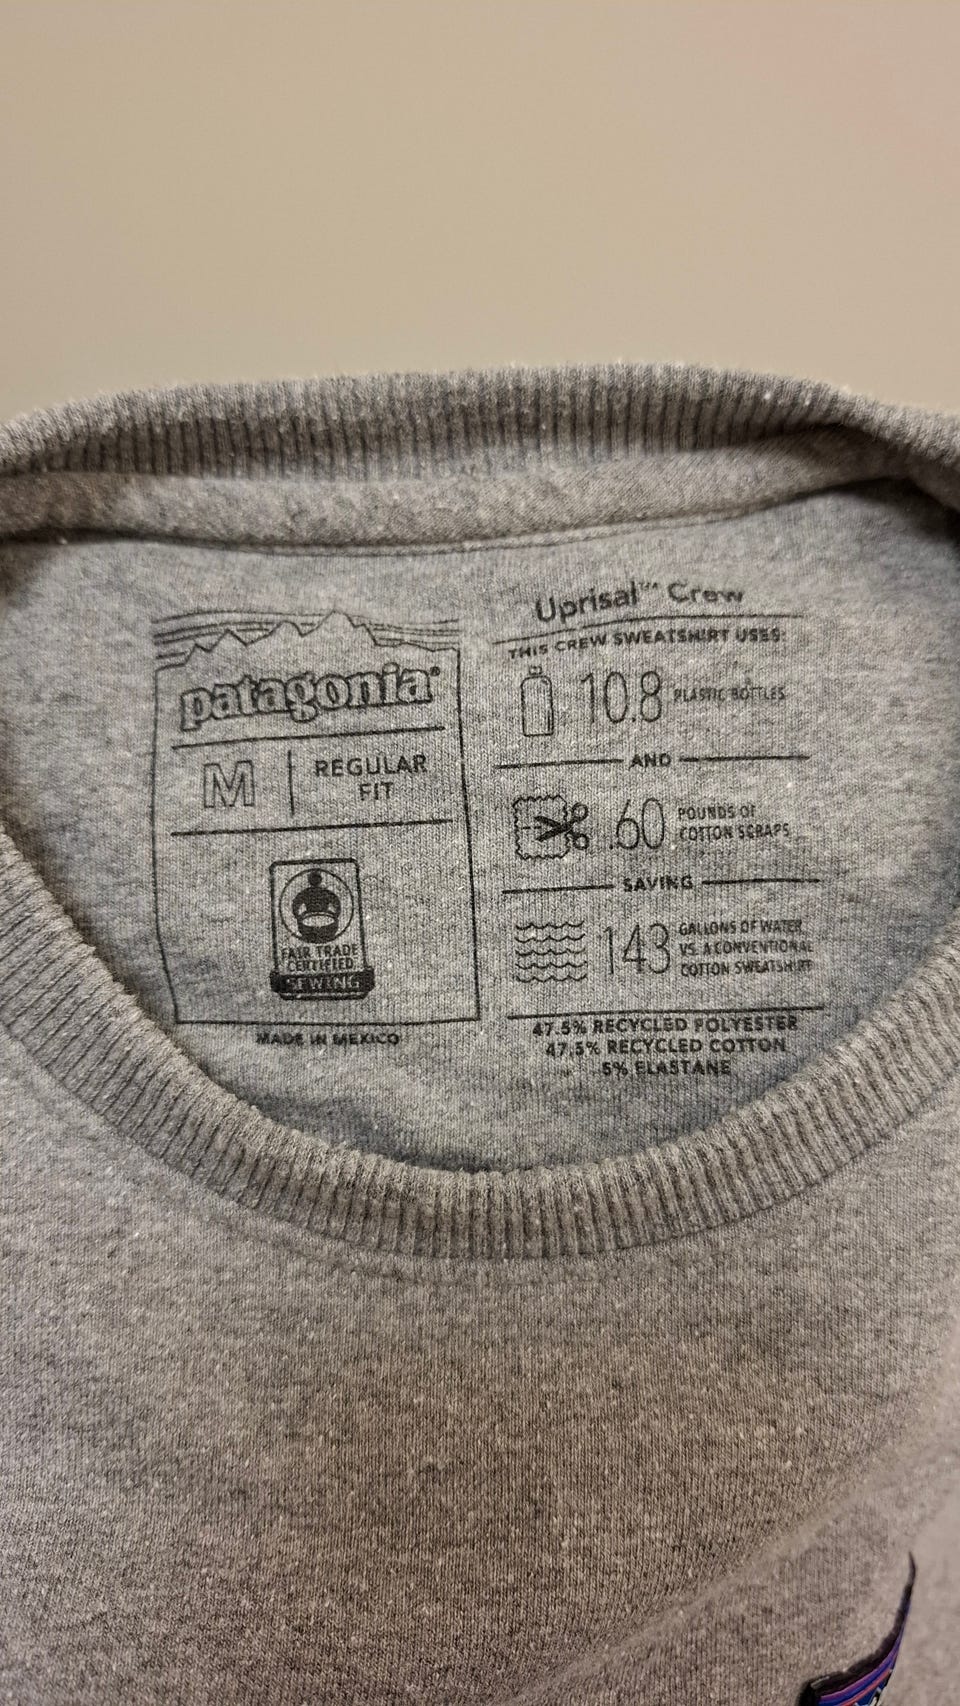 patagonia®
M
REGULAR
FIT
FAIR TRADE
CERTIFIED
SEWING
MADE IN MEXICO
Uprisal™ Crew
THIS CREW SWEATSHIRT USES:
10.8 PLASTIC BOTTLES
AND
.60 POUNDS OF
COTTON SCRAPS
SAVING
143 GALLONS OF WATER
VS. A CONVENTIONAL
COTTON SWEATSHIRT
47.5% RECYCLED POLYESTER
47.5% RECYCLED COTTON
5% ELASTANE